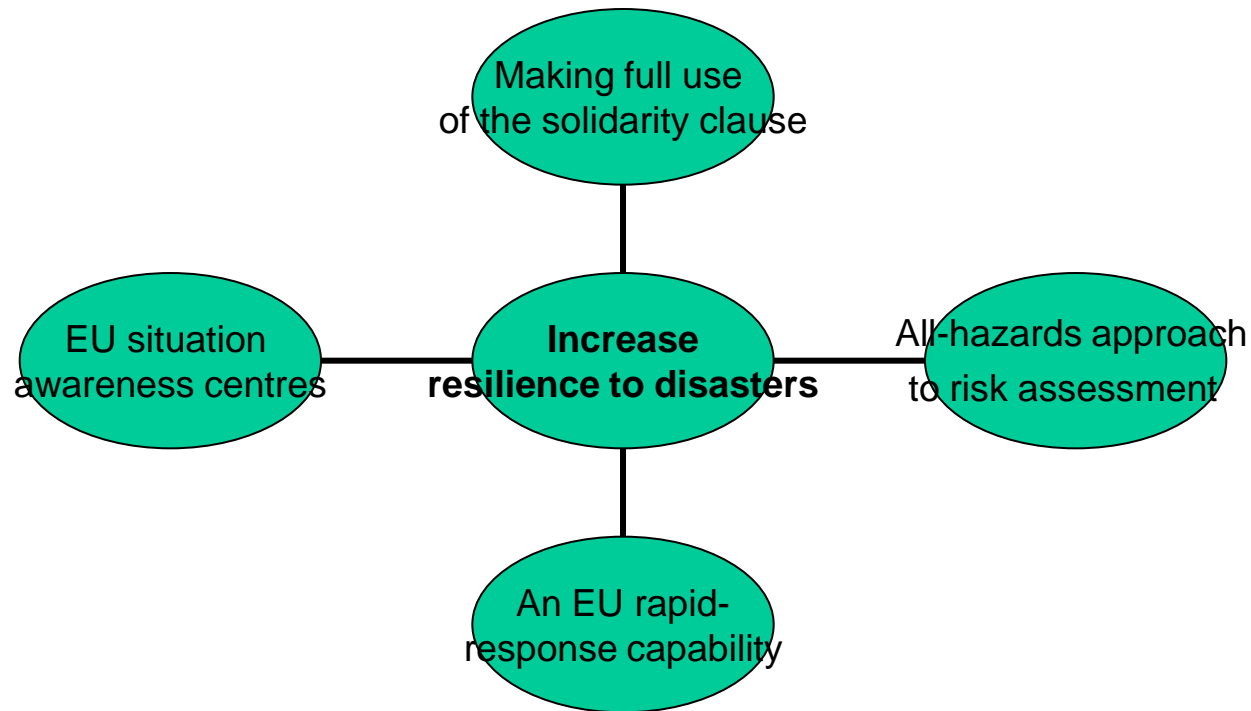 Making full use
of the solidarity clause
EU situation
awareness centres
Increase
resilience to disasters
All-hazards approach
to risk assessment
An EU rapid-
response capability